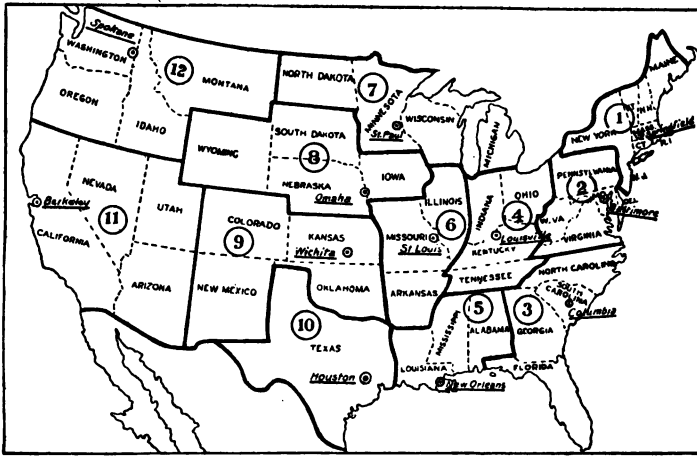 Spokane
WASHINGTON
12
MONTANA
OREGON
IDAHO
NORTH DAKOTA
7
MINNESOTA
St. Paul
WISCONSIN
MICHIGAN
MAINE
N.H.
1
NEW YORK
CT.
R.I.
WYOMING
SOUTH DAKOTA
8
NEBRASKA
Omaha
IOWA
NEVADA
Berkeley
11
UTAH
CALIFORNIA
ARIZONA
COLORADO
9
KANSAS
Wichita
NEW MEXICO
OKLAHOMA
ILLINOIS
6
MISSOURI
St. Louis
ARKANSAS
INDIANA
OHIO
4
Louisville
KENTUCKY
TENNESSEE
PENNSYLVANIA
2
N.J.
DEL.
Baltimore
W. VA.
VIRGINIA
10
TEXAS
Houston
LOUISIANA
New Orleans
MISSISSIPPI
5
ALABAMA
3
GEORGIA
FLORIDA
NORTH CAROLINA
SOUTH CAROLINA
Columbia